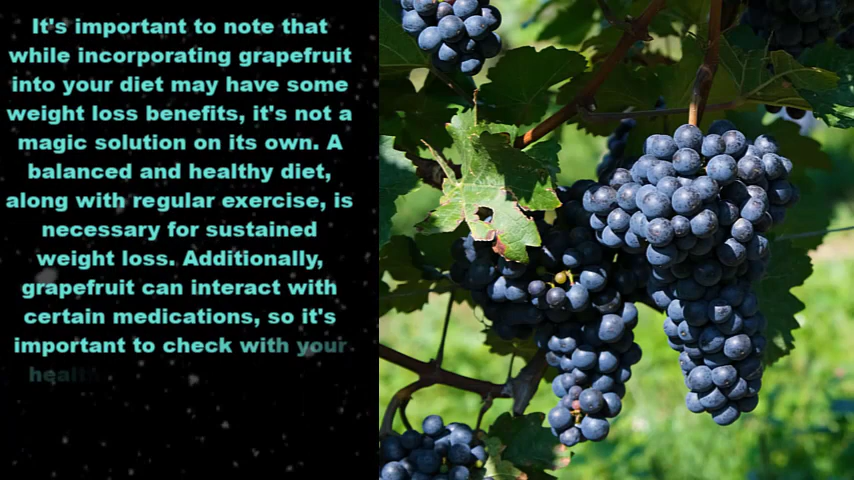 It's important to note that
while incorporating grapefruit
into your diet may have some
weight loss benefits, it's not a
magic solution on its own. A
balanced and healthy diet,
along with regular exercise, is
necessary for sustained
weight loss. Additionally,
grapefruit can interact with
certain medications, so it's
important to check with your